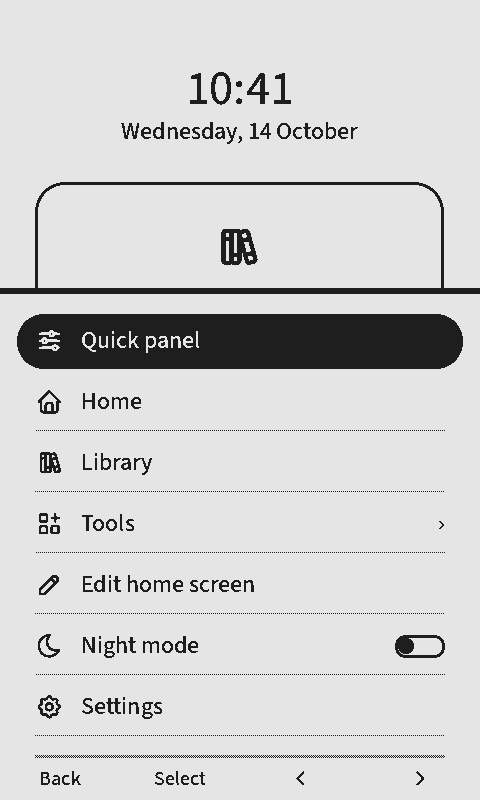 10:41
Wednesday, 14 October
Quick panel
Home
Library
Tools
Edit home screen
Night mode
Settings
Back Select